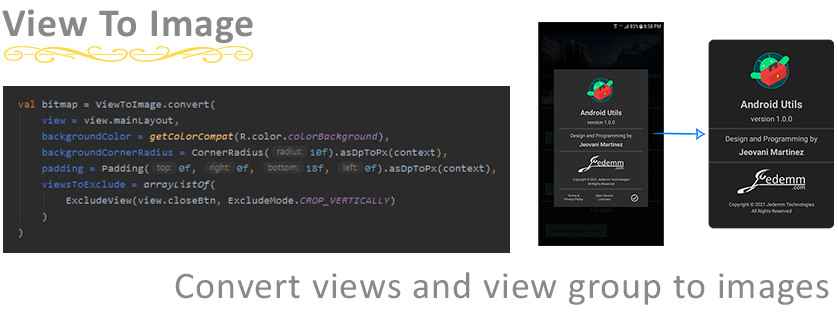 View To Image
val bitmap = ViewToImage.convert(
view = view.mainLayout,
backgroundColor = getColorCompat(R.color.colorBackground),
backgroundCornerRadius = CornerRadius( radius: 10f).asDpToPx(context),
padding = Padding( top: 0f, right: 0f, bottom: 18f, left: 0f).asDpToPx(context),
viewsToExclude = arrayListOf(
ExcludeView(view.closeBtn, ExcludeMode.CROP_VERTICALLY)
)
)
8:58 PM
Android Utils
version 1.0.0
Design and Programming by
Jeovani Martinez
Jedemm
.com
Copyright © 2021 Jedemm Technologies
All Rights Reserved
Terms &
Privacy Policy
Open Source
Licenses
Android Utils
version 1.0.0
Design and Programming by
Jeovani Martinez
Jedemm
.com
Copyright © 2021 Jedemm Technologies
All Rights Reserved
Convert views and view group to images